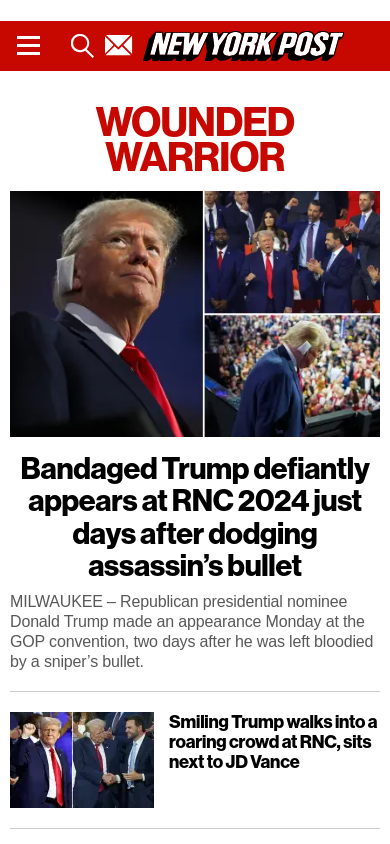 NEW YORK POST
WOUNDED
WARRIOR
Bandaged Trump defiantly
appears at RNC 2024 just
days after dodging
assassin’s bullet
MILWAUKEE – Republican presidential nominee
Donald Trump made an appearance Monday at the
GOP convention, two days after he was left bloodied
by a sniper’s bullet.
Smiling Trump walks into a
roaring crowd at RNC, sits
next to JD Vance